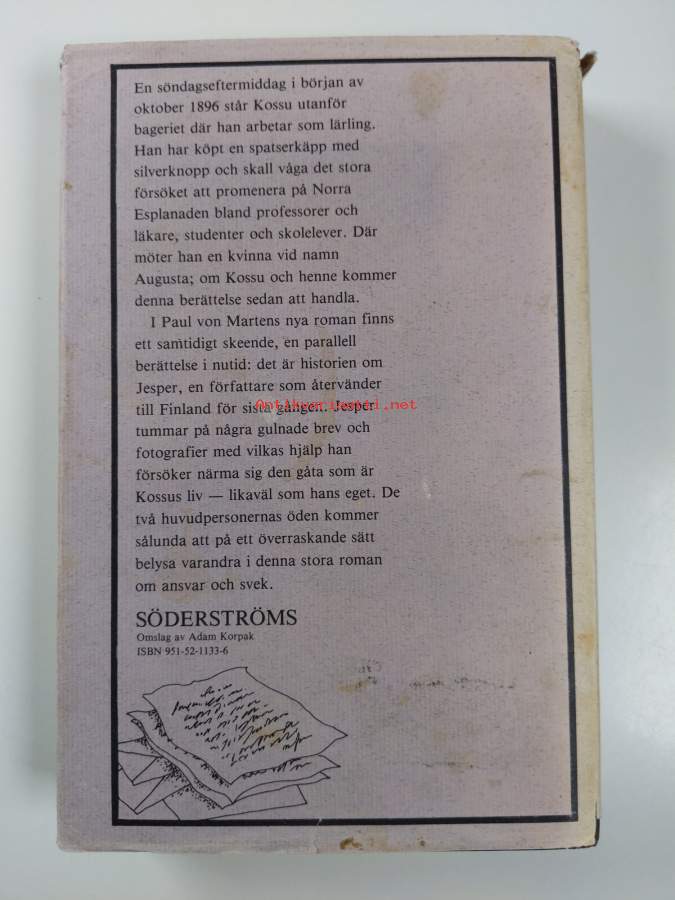 En söndagseftermiddag i början av
oktober 1896 står Kossu utanför
bageriet där han arbetar som lärling.
Han har köpt en spatserkäpp med
silverknopp och skall våga det stora
försöket att promenera på Norra
Esplanaden bland professorer och
läkare, studenter och skolelever. Där
möter han en kvinna vid namn
Augusta; om Kossu och henne kommer
denna berättelse sedan att handla.
I Paul von Martens nya roman finns
ett samtidigt skeende, en parallell
berättelse i nutid: det är historien om
Jesper, en författare som återvänder
till Finland för sista gången. Jesper
Antikvariaatti.net
tummar på några gulnade brev och
fotografier med vilkas hjälp han
försöker närma sig den gåta som är
Kossus liv — likaväl som hans eget. De
två huvudpersonernas öden kommer
sålunda att på ett överraskande sätt
belysa varandra i denna stora roman
om ansvar och svek.
SÖDERSTRÖMS
Omslag av Adam Korpak
ISBN 951-52-1133-6